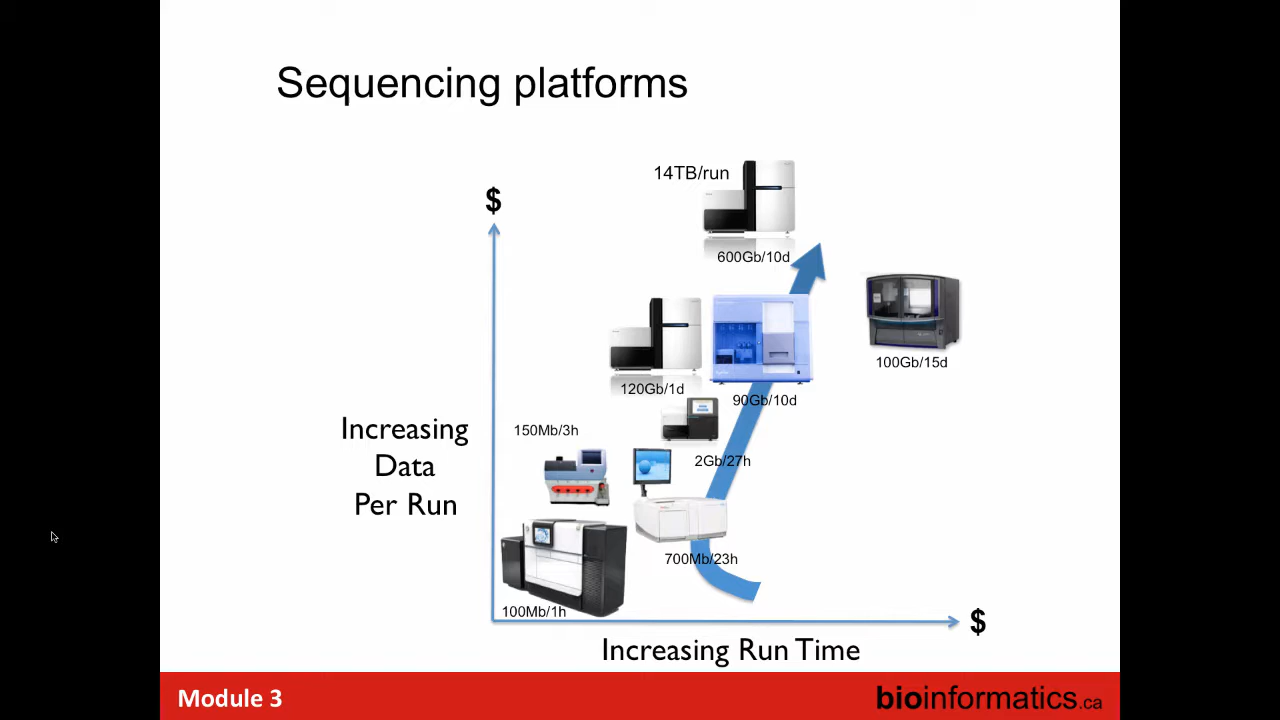 Sequencing platforms
14TB/run
$
600Gb/10d
100Gb/15d
120Gb/1d
90Gb/10d
Increasing
Data
Per Run
150Mb/3h
2Gb/27h
700Mb/23h
100Mb/1h
$
Increasing Run Time
Module 3
bioinformatics.ca